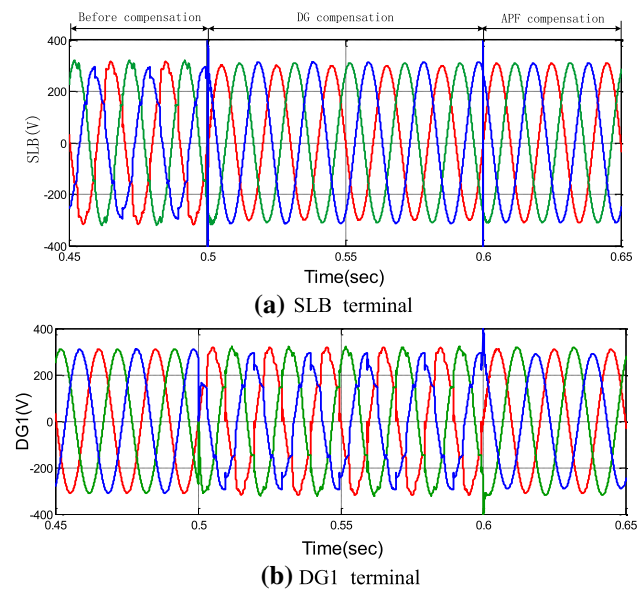 Before compensation DG compensation APF compensation
400
200
0
-200
-400
SLB(V)
0.45 0.5 0.55 0.6 0.65
Time(sec)
(a) SLB terminal
400
200
0
-200
-400
DG1(V)
0.45 0.5 0.55 0.6 0.65
Time(sec)
(b) DG1 terminal